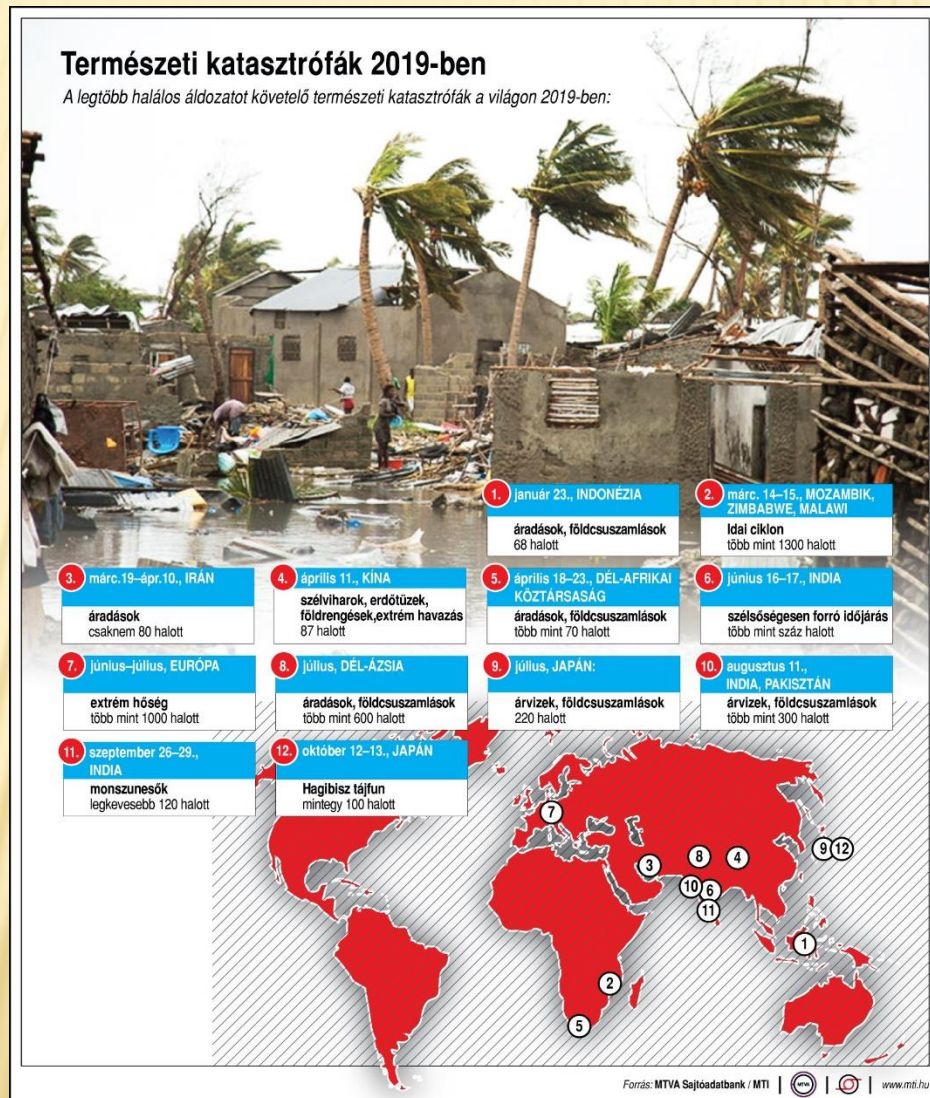 Természeti katasztrófák 2019-ben
A legtöbb halálos áldozatot követelő természeti katasztrófák a világon 2019-ben:
1. január 23., INDONÉZIA
áradások, földcsuszamlások
68 halott
2. márc. 14–15., MOZAMBIK,
ZIMBABWE, MALAWI
Idai ciklon
több mint 1300 halott
3. márc.19–ápr.10., IRÁN
áradások
csaknem 80 halott
4. április 11., KÍNA
szélviharok, erdőtüzek,
földrengések,extrém havazás
87 halott
5. április 18–23., DÉL-AFRIKAI
KÖZTÁRSASÁG
áradások, földcsuszamlások
több mint 70 halott
6. június 16–17., INDIA
szélsőségesen forró időjárás
több mint száz halott
7. június–július, EURÓPA
extrém hőség
több mint 1000 halott
8. július, DÉL-ÁZSIA
áradások, földcsuszamlások
több mint 600 halott
9. július, JAPÁN:
árvizek, földcsuszamlások
220 halott
10. augusztus 11.,
INDIA, PAKISZTÁN
árvizek, földcsuszamlások
több mint 300 halott
11. szeptember 26–29.,
INDIA
monszunesők
legkevesebb 120 halott
12. október 12–13., JAPÁN
Hagibisz tájfun
mintegy 100 halott
7
3
8
4
9 12
10
6
11
1
2
5
Forrás: MTVA Sajtóadatbank / MTI | MTVA | | www.mti.hu